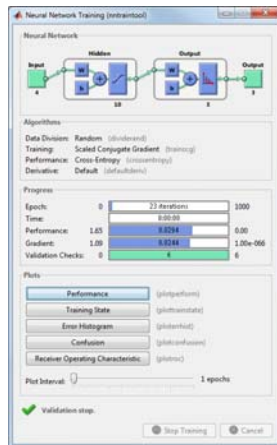 Neural Network Training (nntraintool)
Neural Network
Hidden Output
Input Output
W W
b b
4 3
10 3
Algorithms
Data Division: Random (dividerand)
Training: Scaled Conjugate Gradient (trainscg)
Performance: Cross-Entropy (crossentropy)
Derivative: Default (defaultderiv)
Progress
Epoch: 0 23 iterations 1000
Time: 0:00:00
Performance: 1.65 0.00
Gradient: 1.09 0.0244 1.00e-066
Validation Checks: 0 6 6
Plots
Performance (plotperform)
Training State (plottrainstate)
Error Histogram (ploterrhist)
Confusion (plotconfusion)
Receiver Operating Characteristic (plotroc)
Plot Interval: 1 epochs
Validation stop.
Stop Training Cancel